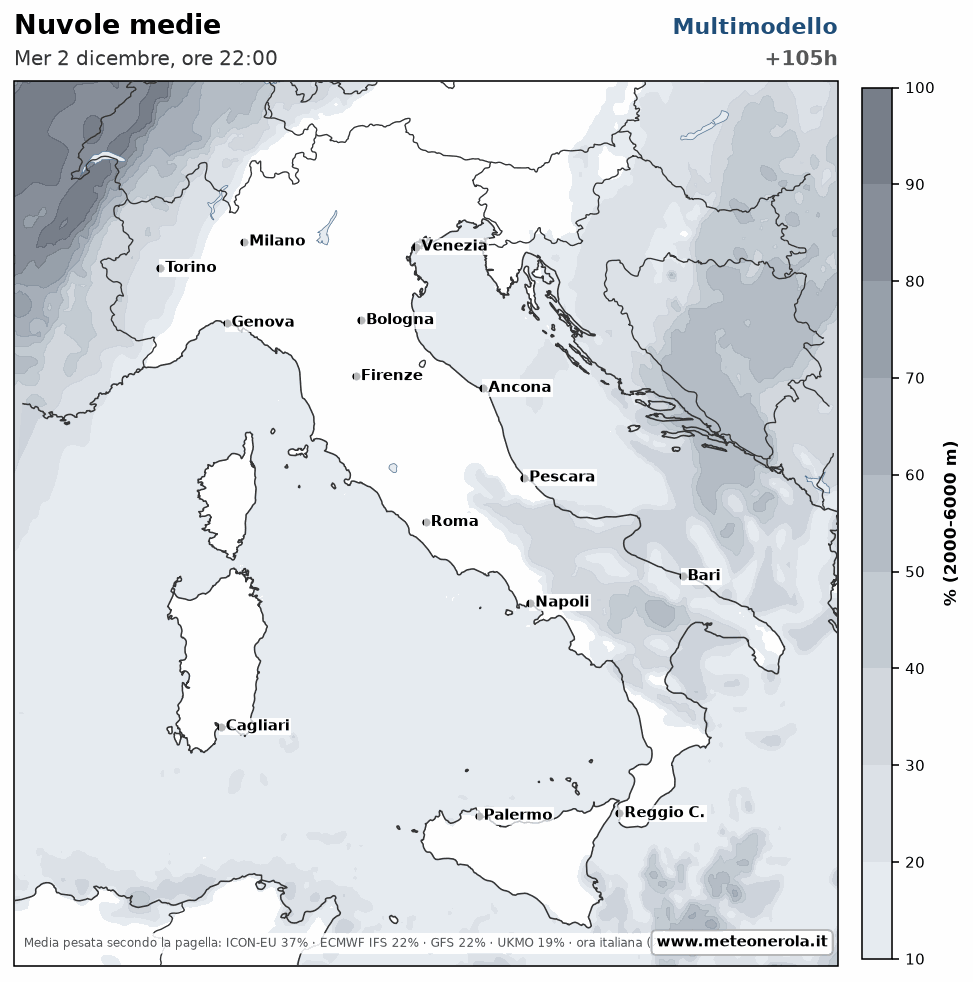 Nuvole medie
Multimodello
Mer 2 dicembre, ore 22:00
+105h
100
90
80
70
60
50
40
30
20
10
% (2000-6000 m)
Milano
Venezia
Torino
Genova
Bologna
Firenze
Ancona
Pescara
Roma
Bari
Napoli
Cagliari
Palermo
Reggio C.
Media pesata secondo la pagella: ICON-EU 37% · ECMWF IFS 22% · GFS 22% · UKMO 19% · ora italiana (
www.meteonerola.it